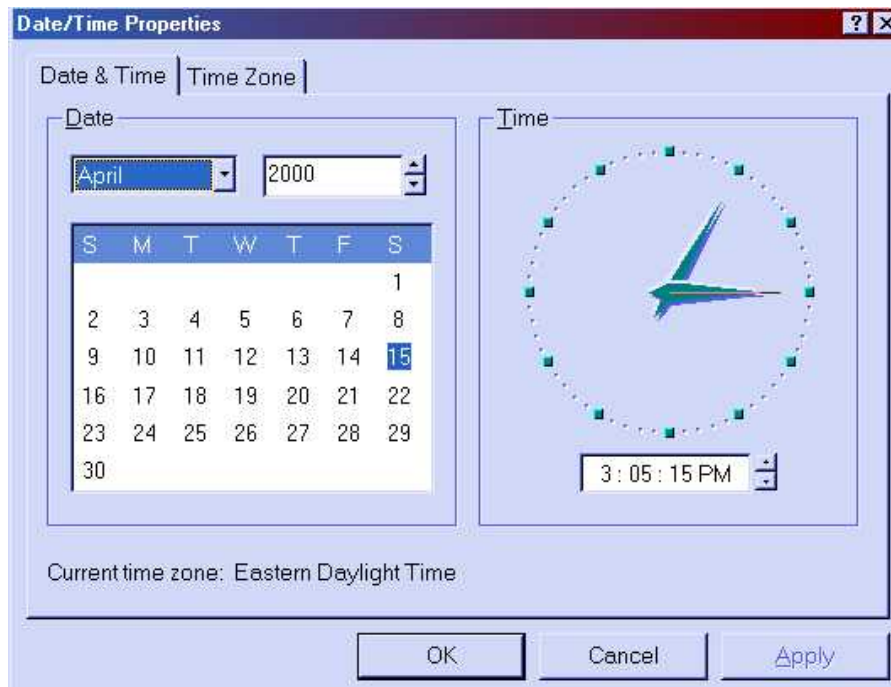 Date/Time Properties
Date & Time Time Zone
Date
April 2000
S M T W T F S
1
2 3 4 5 6 7 8
9 10 11 12 13 14 15
16 17 18 19 20 21 22
23 24 25 26 27 28 29
30
Time
3 : 05 : 15 PM
Current time zone: Eastern Daylight Time
OK Cancel Apply